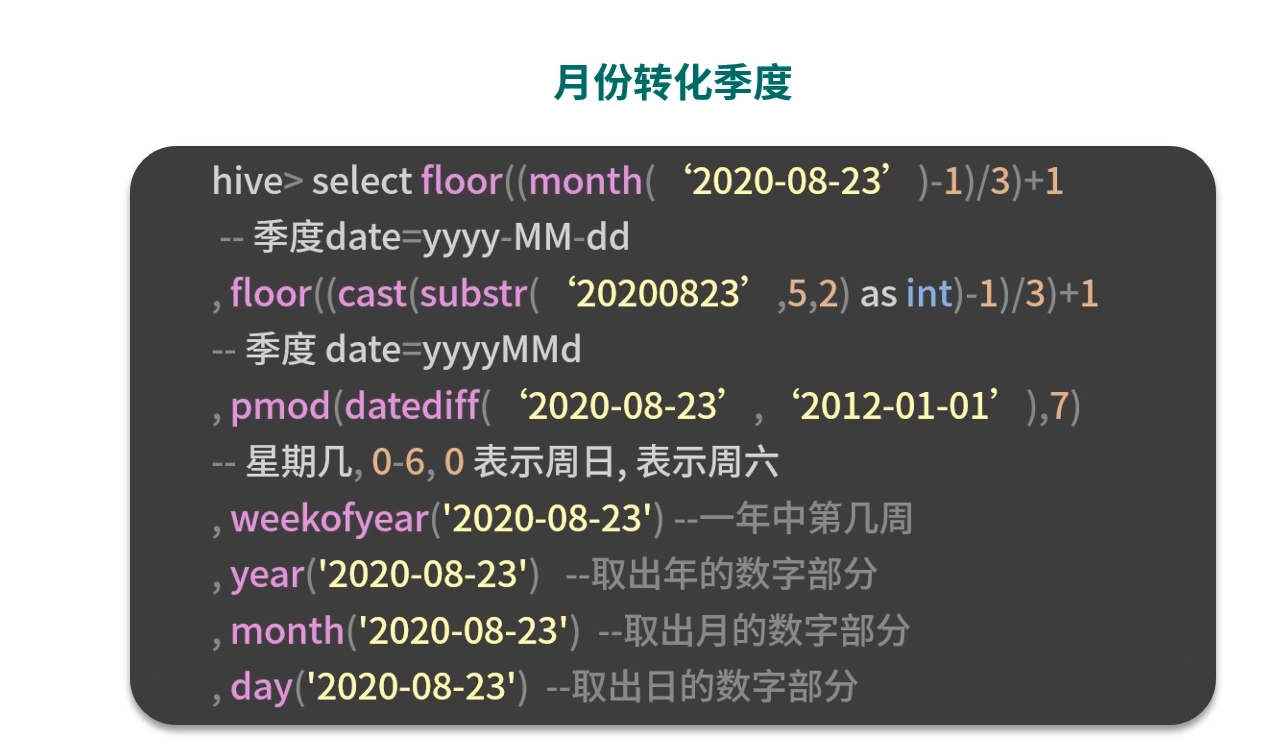 月份转化季度
hive> select floor((month(‘2020-08-23’)-1)/3)+1
-- 季度date=yyyy-MM-dd
, floor((cast(substr(‘20200823’,5,2) as int)-1)/3)+1
-- 季度 date=yyyyMMd
, pmod(datediff(‘2020-08-23’,‘2012-01-01’),7)
-- 星期几, 0-6, 0 表示周日, 表示周六
, weekofyear('2020-08-23') --一年中第几周
, year('2020-08-23') --取出年的数字部分
, month('2020-08-23') --取出月的数字部分
, day('2020-08-23') --取出日的数字部分